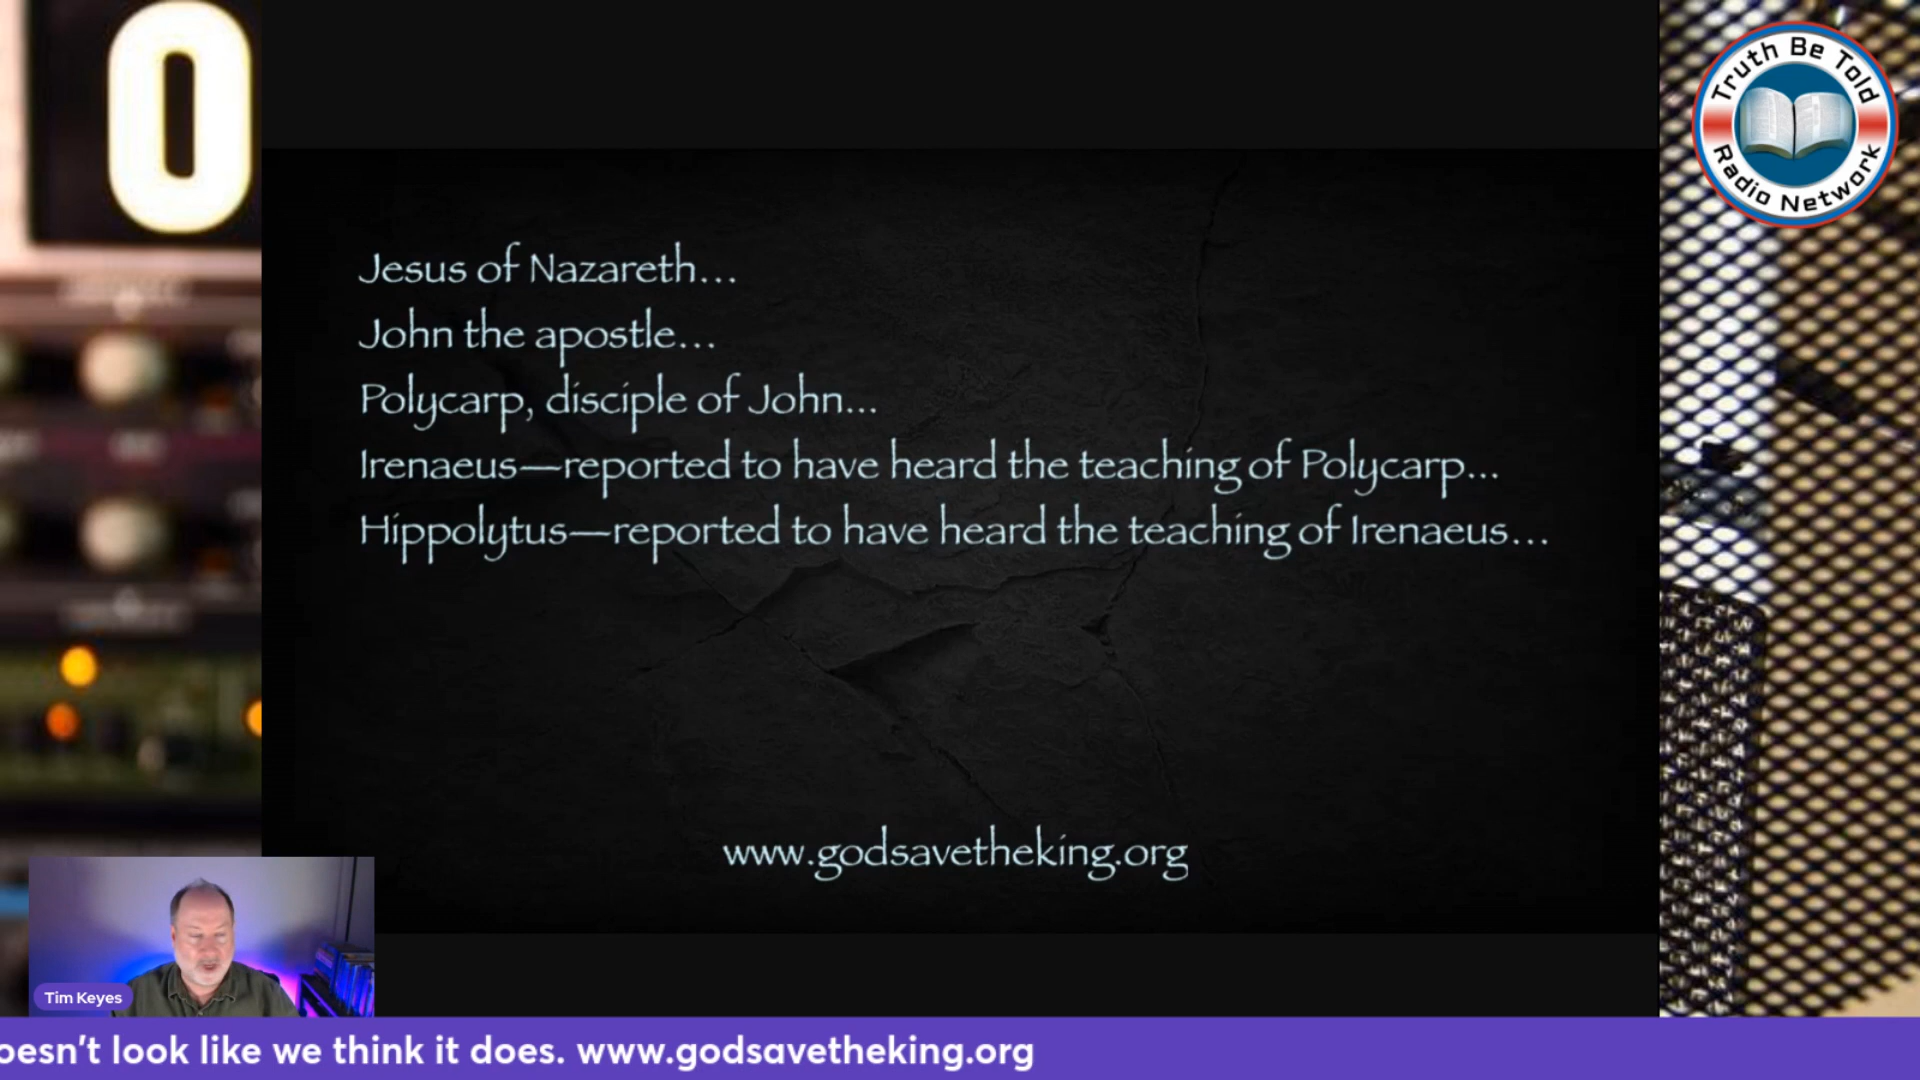 0
Truth Be Told
Radio Network
Jesus of Nazareth...
John the apostle...
Polycarp, disciple of John...
Irenaeus—reported to have heard the teaching of Polycarp...
Hippolytus—reported to have heard the teaching of Irenaeus...
www.godsavetheking.org
Tim Keyes
oesn't look like we think it does. www.godsavetheking.org